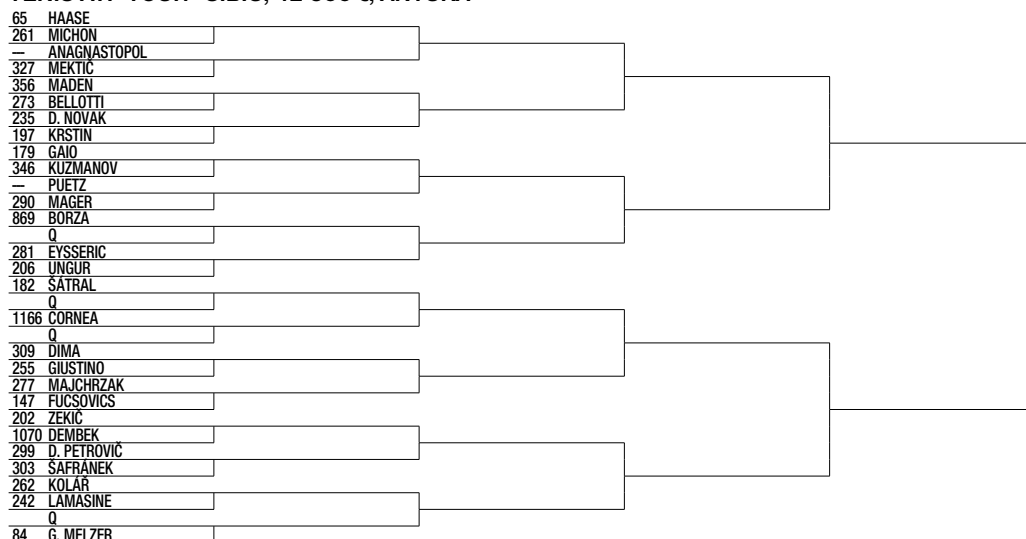 65 HAASE
261 MICHON
— ANAGNASTOPOL
327 MEKTIČ
356 MADEN
273 BELLOTTI
235 D. NOVAK
197 KRSTIN
179 GAIO
346 KUZMANOV
— PUETZ
290 MAGER
869 BORZA
Q
281 EYSSERIC
206 UNGUR
182 ŠÁTRAL
Q
1166 CORNEA
Q
309 DIMA
255 GIUSTINO
277 MAJCHRZAK
147 FUCSOVICS
202 ZEKIČ
1070 DEMBEK
299 D. PETROVIČ
303 ŠAFRÁNEK
262 KOLÁŘ
242 LAMASINE
Q
84 G. MELZER